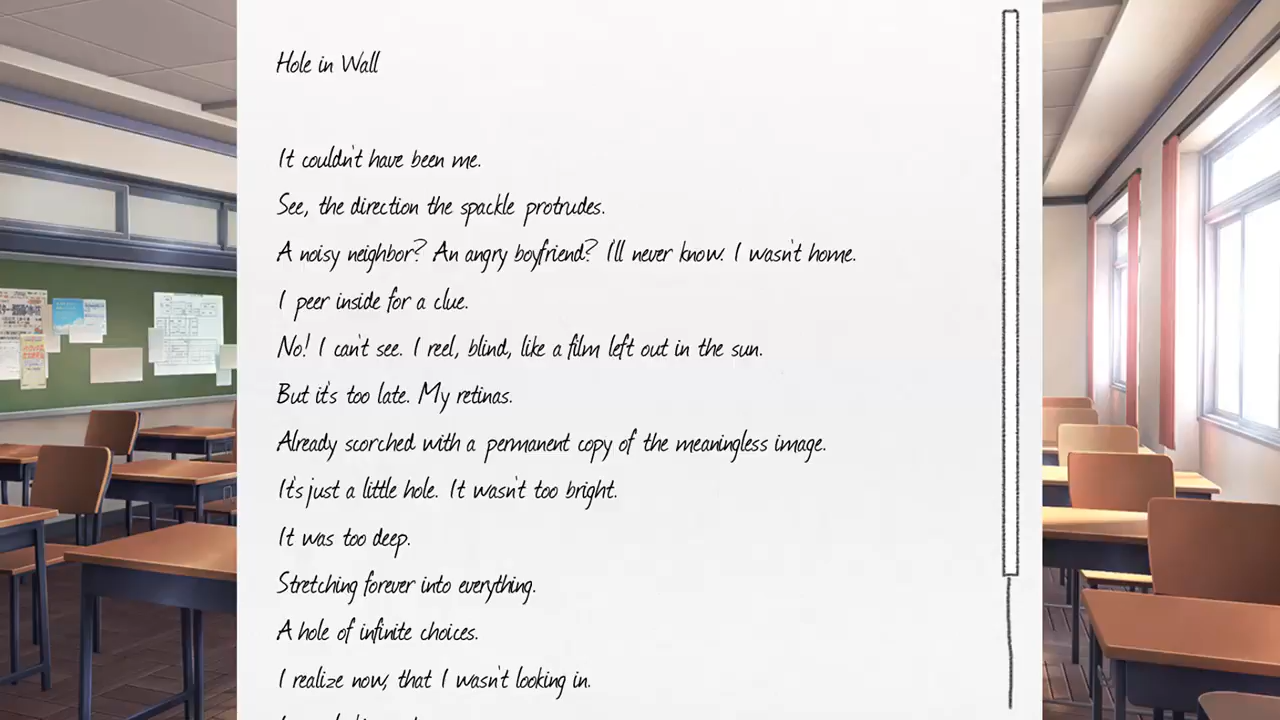 Hole in Wall
It couldn't have been me.
See, the direction the spackle protrudes.
A noisy neighbor? An angry boyfriend? I'll never know. I wasn't home.
I peer inside for a clue.
No! I can't see. I reel, blind, like a film left out in the sun.
But it's too late. My retinas.
Already scorched with a permanent copy of the meaningless image.
It's just a little hole. It wasn't too bright.
It was too deep.
Stretching forever into everything.
A hole of infinite choices.
I realize now, that I wasn't looking in.